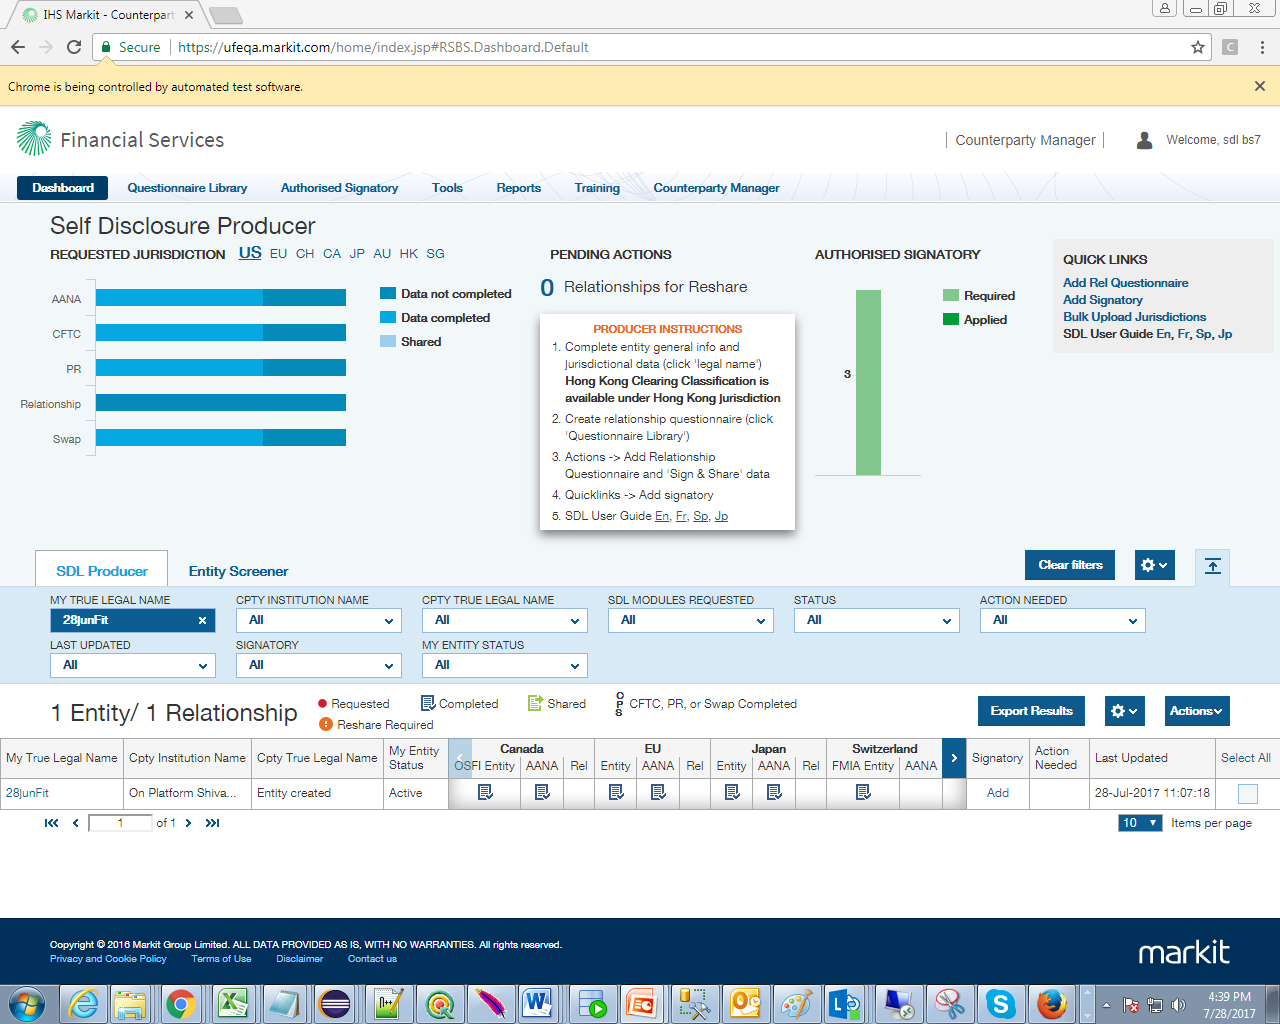 IHS Markit - Counterpart
Secure https://ufeqa.markit.com/home/index.jsp#RSBS.Dashboard.Default
Chrome is being controlled by automated test software.
Financial Services
Counterparty Manager
Welcome, sdl bs7
Dashboard Questionnaire Library Authorised Signatory Tools Reports Training Counterparty Manager
Self Disclosure Producer
REQUESTED JURISDICTION US EU CH CA JP AU HK SG
AANA
CFTC
PR
Relationship
Swap
Data not completed
Data completed
Shared
PENDING ACTIONS
0 Relationships for Reshare
PRODUCER INSTRUCTIONS
1. Complete entity general info and
jurisdictional data (click 'legal name')
Hong Kong Clearing Classification is
available under Hong Kong Jurisdiction
2. Create relationship questionnaire (click
'Questionnaire Library')
3. Actions -> Add Relationship
Questionnaire and 'Sign & Share' data
4. Quicklinks -> Add signatory
5. SDL User Guide En, Fr, Sp, Jp
AUTHORISED SIGNATORY
3
Required
Applied
QUICK LINKS
Add Rel Questionnaire
Add Signatory
Bulk Upload Jurisdictions
SDL User Guide En, Fr, Sp, Jp
SDL Producer Entity Screener
Clear filters
MY TRUE LEGAL NAME CPTY INSTITUTION NAME CPTY TRUE LEGAL NAME SDL MODULES REQUESTED STATUS ACTION NEEDED
28junFit All All All All All
LAST UPDATED SIGNATORY MY ENTITY STATUS
All All All
1 Entity/ 1 Relationship
Requested Completed Shared CPS CFTC, PR, or Swap Completed
Reshare Required
Export Results Actions
My True Legal Name Cpty Institution Name Cpty True Legal Name My Entity Status Canada EU Japan Switzerland Signatory Action Needed Last Updated Select All
OSFI Entity AANA Rel Entity AANA Rel Entity AANA Rel FMIA Entity AANA
28junFit On Platform Shiva... Entity created Active Add 28-Jul-2017 11:07:18
1 of 1
10 Items per page
Copyright © 2016 Markit Group Limited. ALL DATA PROVIDED AS IS, WITH NO WARRANTIES. All rights reserved.
Privacy and Cookie Policy Terms of Use Disclaimer Contact us
markit
4:39 PM
7/28/2017